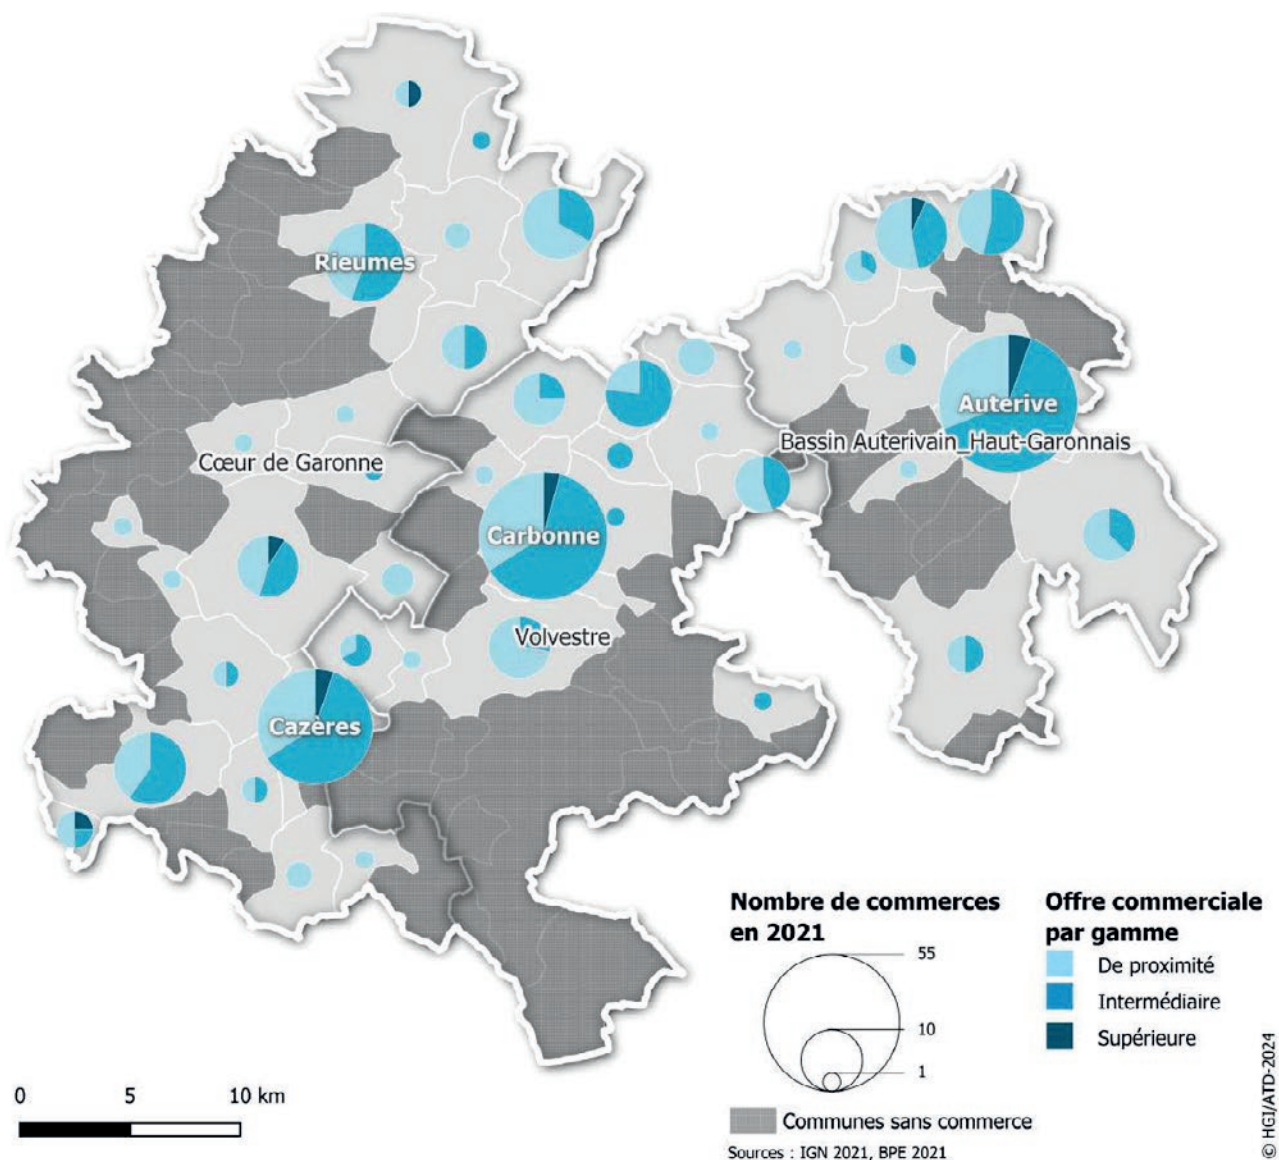 Rieumes
Auterive
Bassin Auterivain_Haut-Garonnais
Cœur de Garonne
Carbonne
Volvestre
Cazères
Nombre de commerces
en 2021
55
10
1
Communes sans commerce
Sources : IGN 2021, BPE 2021
Offre commerciale
par gamme
De proximité
Intermédiaire
Supérieure
0 5 10 km
© HGI/ATD-2024